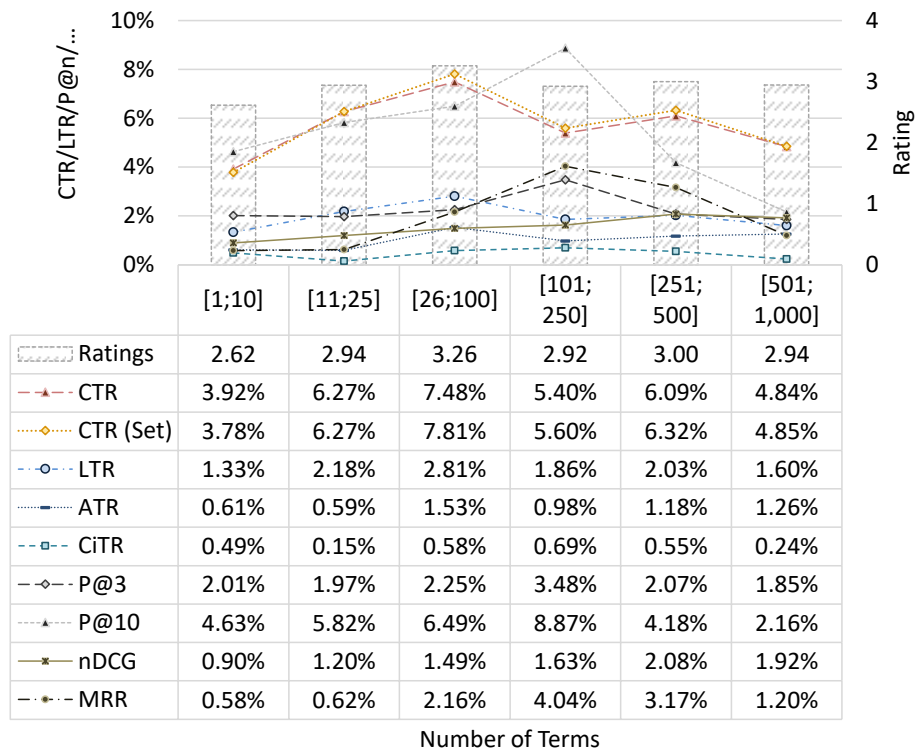 CTR/LTR/P@n/...
10%
8%
6%
4%
2%
0%
4
3
2
1
0
Rating
[1;10] [11;25] [26;100] [101; 250] [251; 500] [501; 1,000]
Ratings 2.62 2.94 3.26 2.92 3.00 2.94
CTR 3.92% 6.27% 7.48% 5.40% 6.09% 4.84%
CTR (Set) 3.78% 6.27% 7.81% 5.60% 6.32% 4.85%
LTR 1.33% 2.18% 2.81% 1.86% 2.03% 1.60%
ATR 0.61% 0.59% 1.53% 0.98% 1.18% 1.26%
CiTR 0.49% 0.15% 0.58% 0.69% 0.55% 0.24%
P@3 2.01% 1.97% 2.25% 3.48% 2.07% 1.85%
P@10 4.63% 5.82% 6.49% 8.87% 4.18% 2.16%
nDCG 0.90% 1.20% 1.49% 1.63% 2.08% 1.92%
MRR 0.58% 0.62% 2.16% 4.04% 3.17% 1.20%
Number of Terms